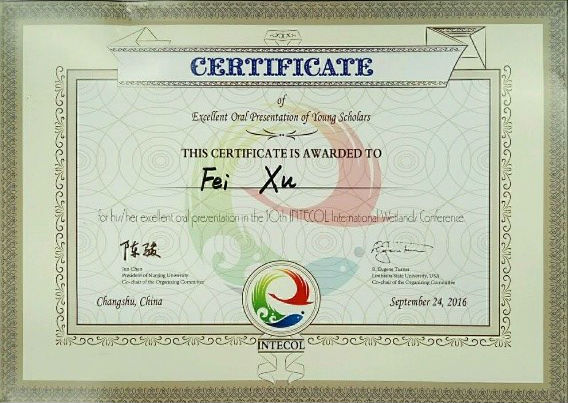 CERTIFICATE
of
Excellent Oral Presentation of Young Scholars
THIS CERTIFICATE IS AWARDED TO
Fei Xu
for his/her excellent oral presentation in the 10th INTECOL International Wetlands Conference.
陈骏
Jun Chen
President of Nanjing University
Co-chair of the Organizing Committee
R. Eugene Turner
Louisiana State University, USA
Co-chair of the Organizing Committee
Changshu, China
September 24, 2016
INTECOL